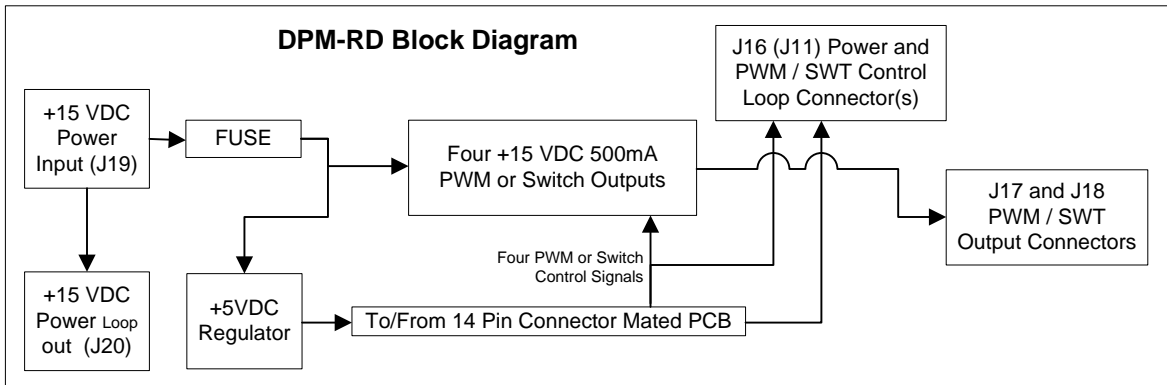 DPM-RD Block Diagram
J16 (J11) Power and
PWM / SWT Control
Loop Connector(s)
+15 VDC
Power
Input (J19)
FUSE
Four +15 VDC 500mA
PWM or Switch Outputs
J17 and J18
PWM / SWT
Output Connectors
Four PWM or Switch
Control Signals
+15 VDC
Power Loop
out (J20)
+5VDC
Regulator
To/From 14 Pin Connector Mated PCB